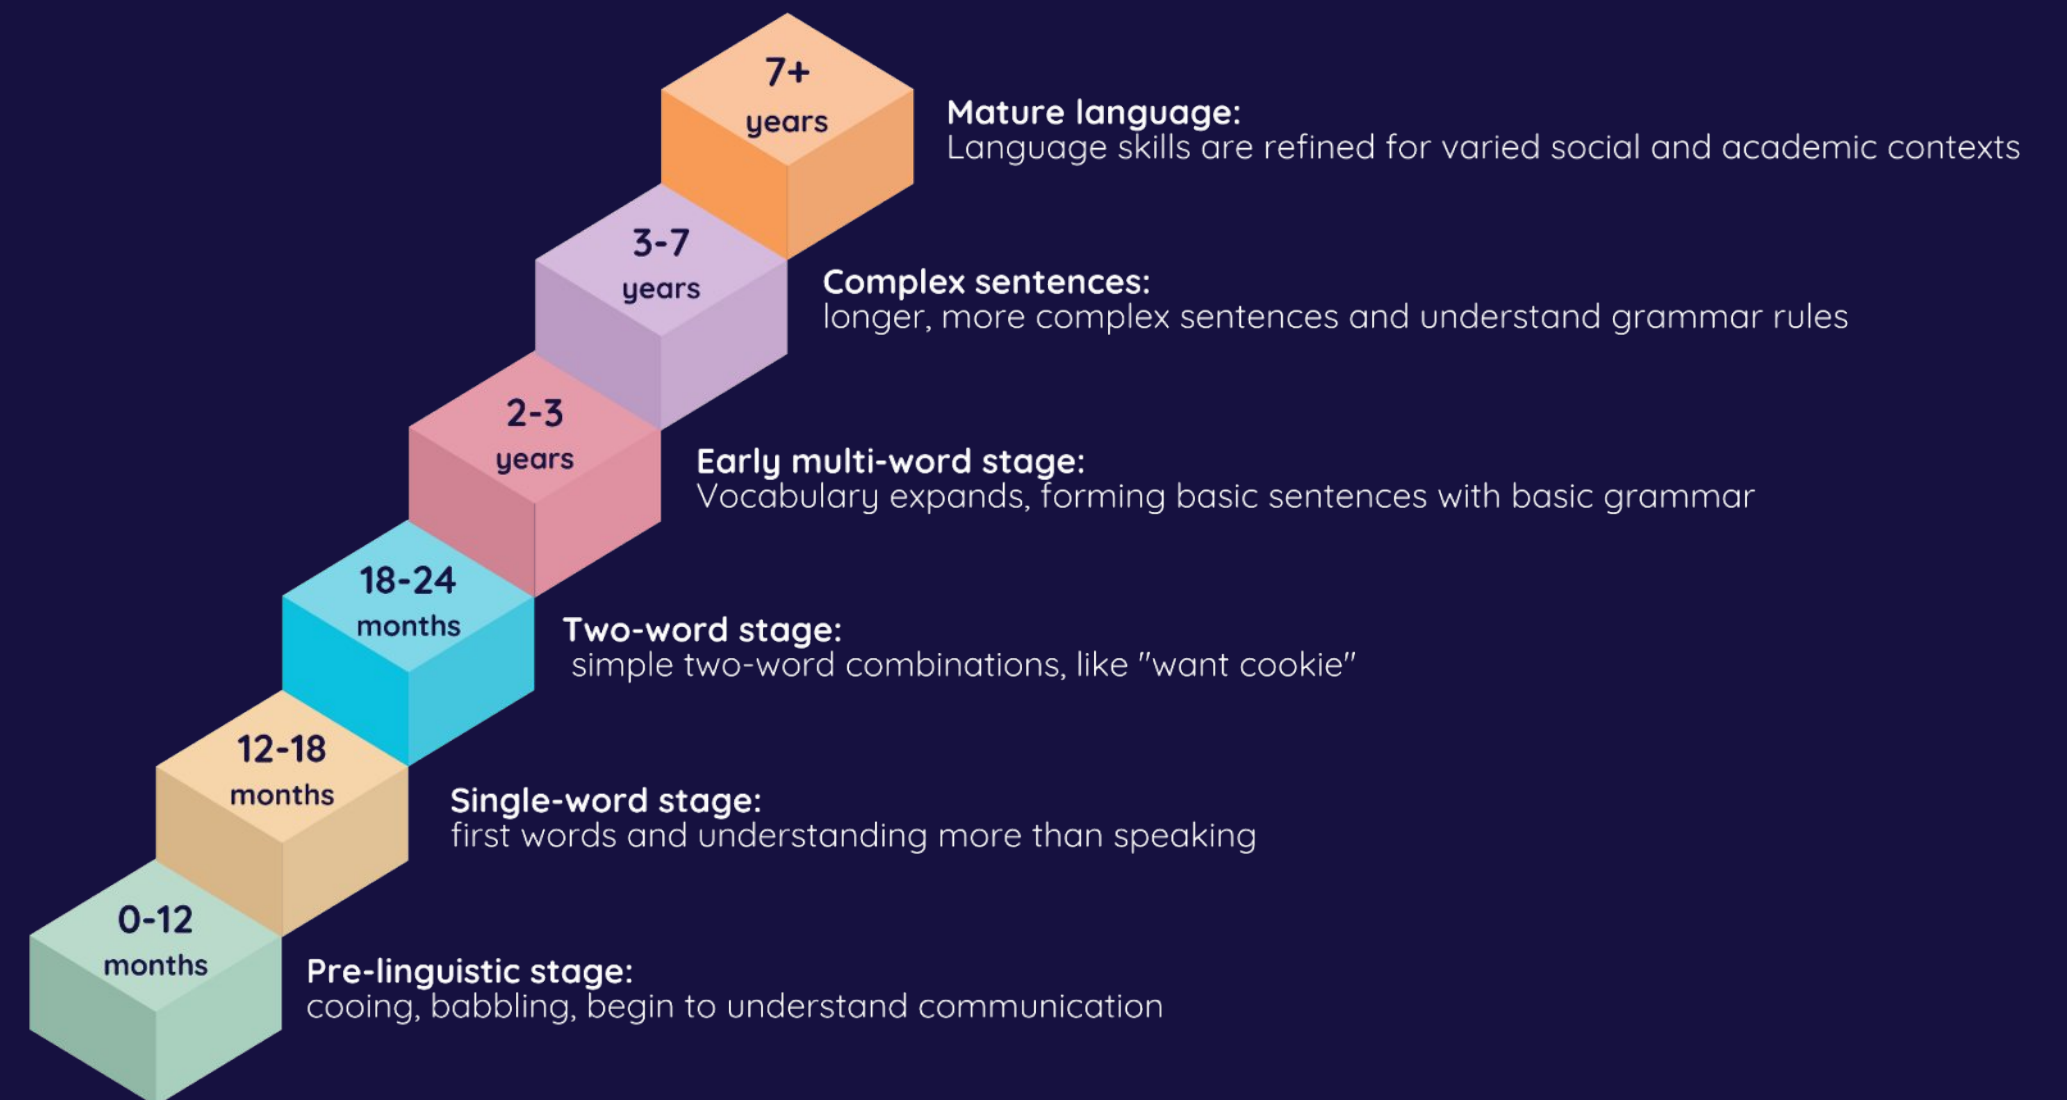 7+
years
Mature language:
Language skills are refined for varied social and academic contexts
3-7
years
Complex sentences:
longer, more complex sentences and understand grammar rules
2-3
years
Early multi-word stage:
Vocabulary expands, forming basic sentences with basic grammar
18-24
months
Two-word stage:
simple two-word combinations, like "want cookie"
12-18
months
Single-word stage:
first words and understanding more than speaking
0-12
months
Pre-linguistic stage:
cooing, babbling, begin to understand communication